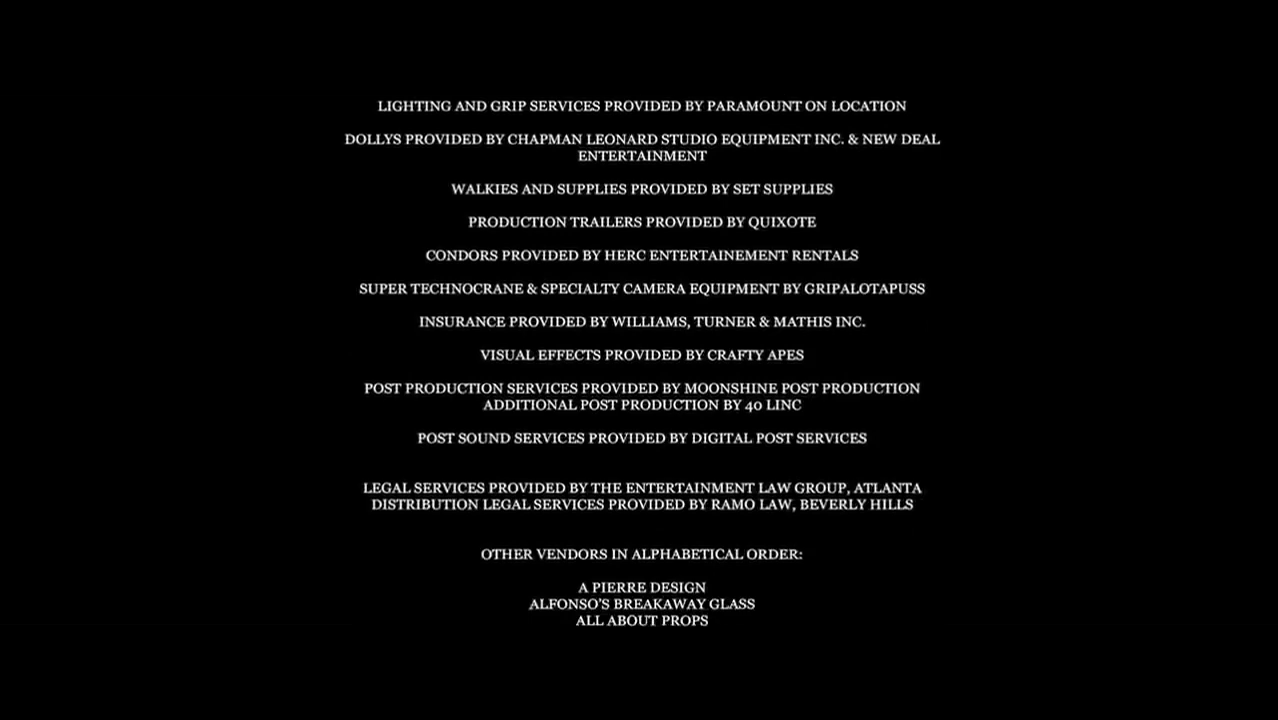 LIGHTING AND GRIP SERVICES PROVIDED BY PARAMOUNT ON LOCATION
DOLLYS PROVIDED BY CHAPMAN LEONARD STUDIO EQUIPMENT INC. & NEW DEAL
ENTERTAINMENT
WALKIES AND SUPPLIES PROVIDED BY SET SUPPLIES
PRODUCTION TRAILERS PROVIDED BY QUIXOTE
CONDORS PROVIDED BY HERC ENTERTAINEMENT RENTALS
SUPER TECHNOCRANE & SPECIALTY CAMERA EQUIPMENT BY GRIPALOTAPUSS
INSURANCE PROVIDED BY WILLIAMS, TURNER & MATHIS INC.
VISUAL EFFECTS PROVIDED BY CRAFTY APES
POST PRODUCTION SERVICES PROVIDED BY MOONSHINE POST PRODUCTION
ADDITIONAL POST PRODUCTION BY 40 LINC
POST SOUND SERVICES PROVIDED BY DIGITAL POST SERVICES
LEGAL SERVICES PROVIDED BY THE ENTERTAINMENT LAW GROUP, ATLANTA
DISTRIBUTION LEGAL SERVICES PROVIDED BY RAMO LAW, BEVERLY HILLS
OTHER VENDORS IN ALPHABETICAL ORDER:
A PIERRE DESIGN
ALFONSO'S BREAKAWAY GLASS
ALL ABOUT PROPS